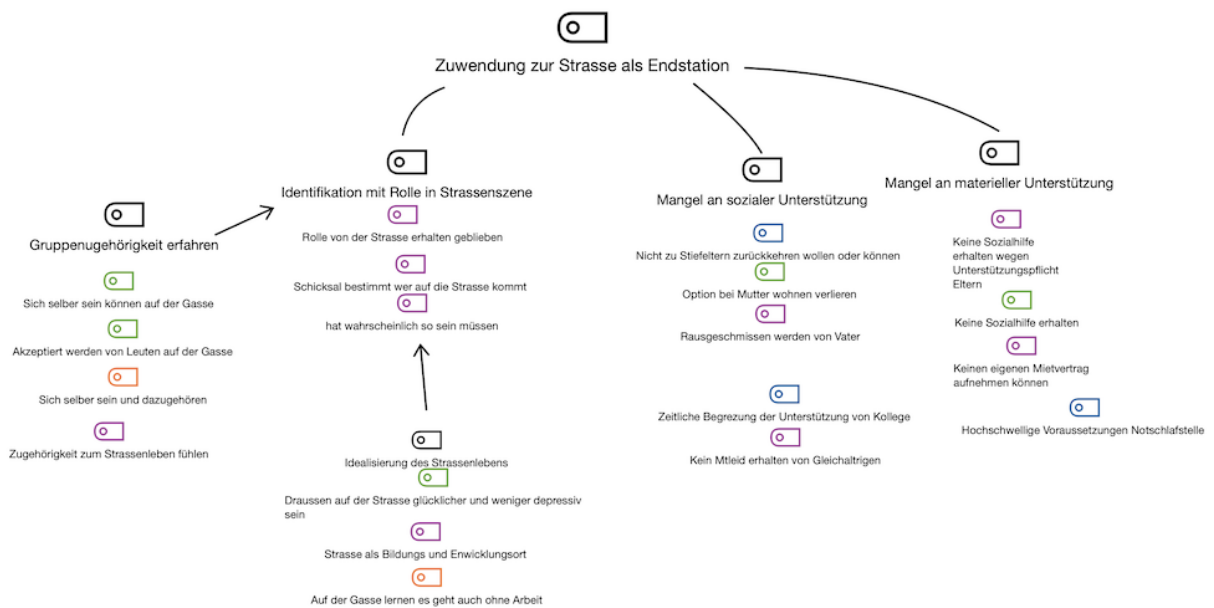 Zuwendung zur Strasse als Endstation
Identifikation mit Rolle in Strassenszene
Rolle von der Strasse erhalten geblieben
Schicksal bestimmt wer auf die Strasse kommt
hat wahrscheinlich so sein müssen
Gruppenugehörigkeit erfahren
Sich selber sein können auf der Gasse
Akzeptiert werden von Leuten auf der Gasse
Sich selber sein und dazugehören
Zugehörigkeit zum Strassenleben fühlen
Idealisierung des Strassenlebens
Draussen auf der Strasse glücklicher und weniger depressiv
sein
Strasse als Bildungs und Enwicklungsort
Auf der Gasse lernen es geht auch ohne Arbeit
Mangel an sozialer Unterstützung
Nicht zu Stiefeltern zurückkehren wollen oder können
Option bei Mutter wohnen verlieren
Rausgeschmissen werden von Vater
Zeitliche Begrezung der Unterstützung von Kollege
Kein Mtleid erhalten von Gleichaltrigen
Mangel an materieller Unterstützung
Keine Sozialhilfe
erhalten wegen
Unterstützungspflicht
Eltern
Keine Sozialhilfe erhalten
Keinen eigenen Mietvertrag
aufnehmen können
Hochschwellige Voraussetzungen Notschlafstelle